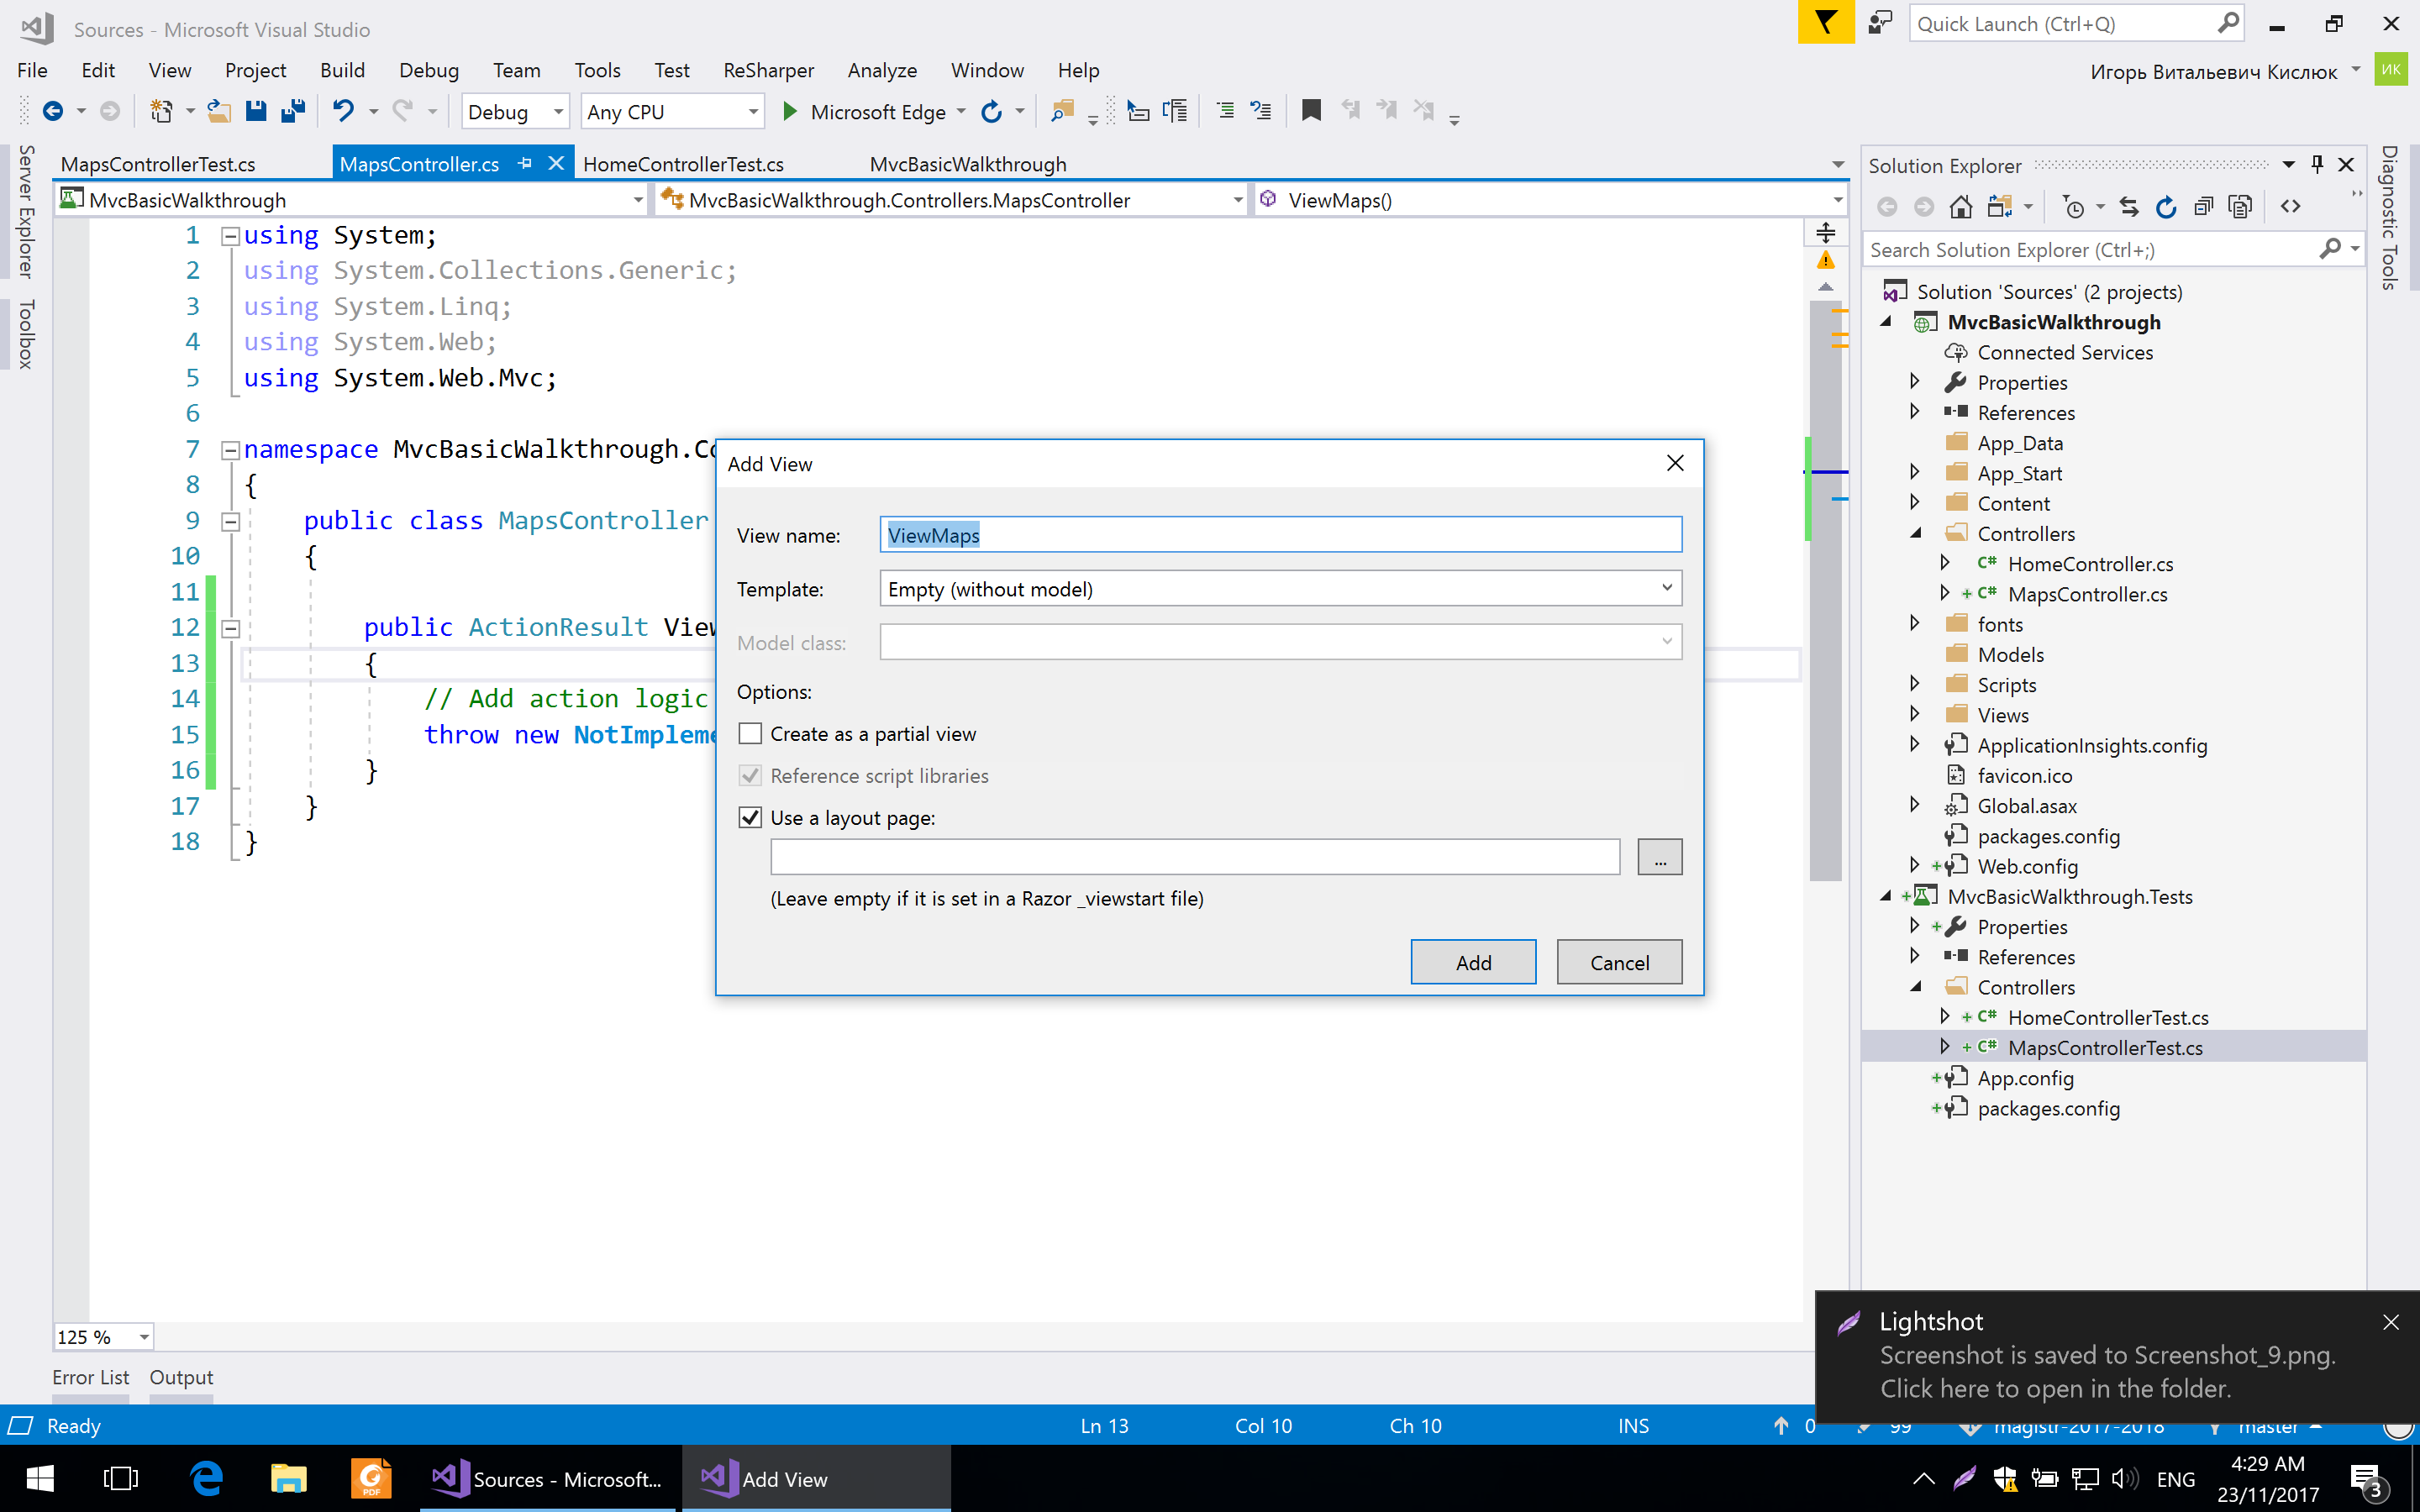 Sources - Microsoft Visual Studio
Quick Launch (Ctrl+Q)
File Edit View Project Build Debug Team Tools Test ReSharper Analyze Window Help
Игорь Витальевич Кислюк
ИК
Debug Any CPU Microsoft Edge
Server Explorer
Toolbox
MapsControllerTest.cs MapsController.cs HomeControllerTest.cs MvcBasicWalkthrough
MvcBasicWalkthrough MvcBasicWalkthrough.Controllers.MapsController ViewMaps()
1 using System;
2 using System.Collections.Generic;
3 using System.Linq;
4 using System.Web;
5 using System.Web.Mvc;
6
7 namespace MvcBasicWalkthrough.Co
8 {
9 public class MapsController
10 {
11
12 public ActionResult View
13 {
14 // Add action logic
15 throw new NotImpleme
16 }
17 }
18 }
Add View
View name: ViewMaps
Template: Empty (without model)
Model class:
Options:
Create as a partial view
Reference script libraries
Use a layout page:
...
(Leave empty if it is set in a Razor _viewstart file)
Add Cancel
Solution Explorer
Search Solution Explorer (Ctrl+;)
Solution 'Sources' (2 projects)
MvcBasicWalkthrough
Connected Services
Properties
References
App_Data
App_Start
Content
Controllers
C# HomeController.cs
+ C# MapsController.cs
fonts
Models
Scripts
Views
ApplicationInsights.config
favicon.ico
Global.asax
packages.config
+ Web.config
+ MvcBasicWalkthrough.Tests
+ Properties
References
Controllers
+ C# HomeControllerTest.cs
+ C# MapsControllerTest.cs
+ App.config
+ packages.config
Diagnostic Tools
125 %
Error List Output
Lightshot
Screenshot is saved to Screenshot_9.png.
Click here to open in the folder.
Ready Ln 13 Col 10 Ch 10 INS 0 99 magistr-2017-2018 master
PDF
Sources - Microsoft... Add View
ENG
4:29 AM
23/11/2017
3